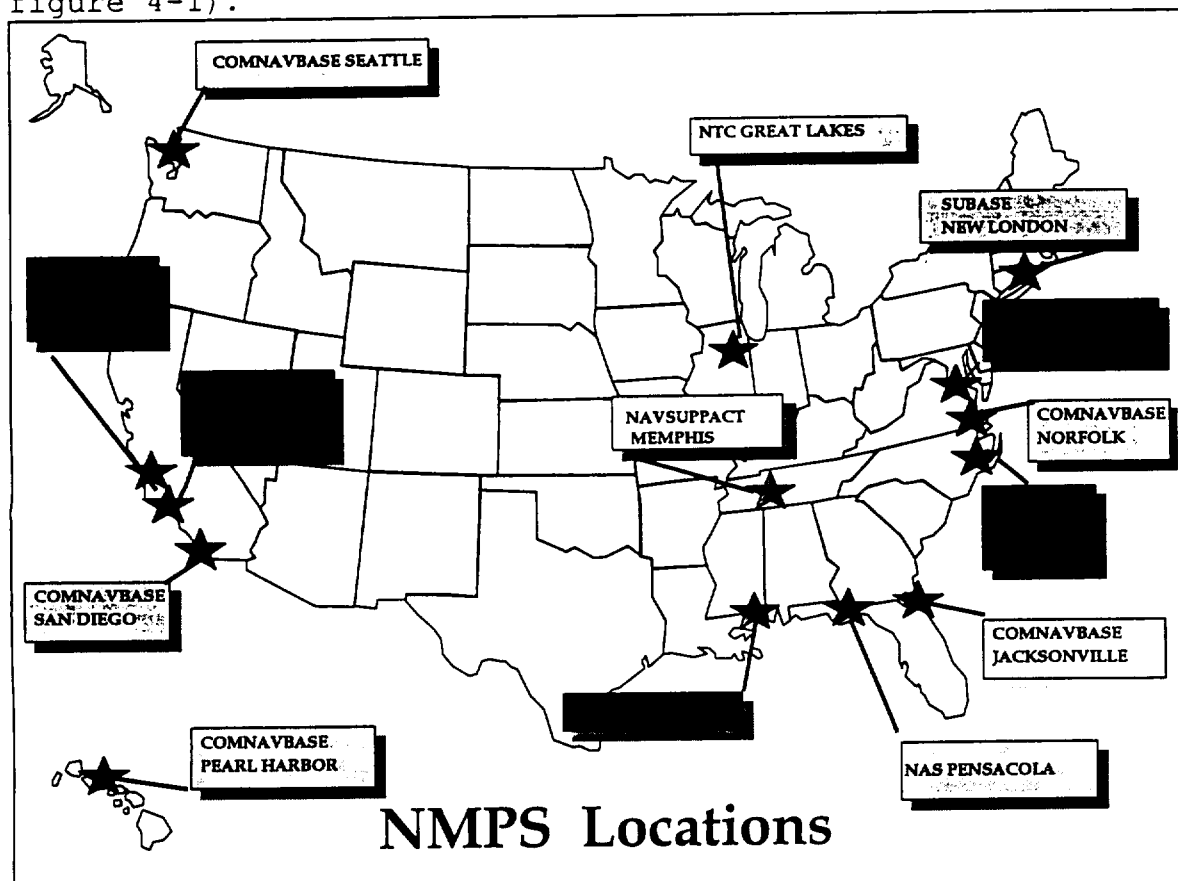 figure 4-1).
COMNAVBASE SEATTLE
NTC GREAT LAKES
SUBASE
NEW LONDON
NAVSUPPACT
MEMPHIS
COMNAVBASE
NORFOLK
COMNAVBASE
SAN DIEGO
COMNAVBASE
JACKSONVILLE
COMNAVBASE
PEARL HARBOR
NAS PENSACOLA
NMPS Locations